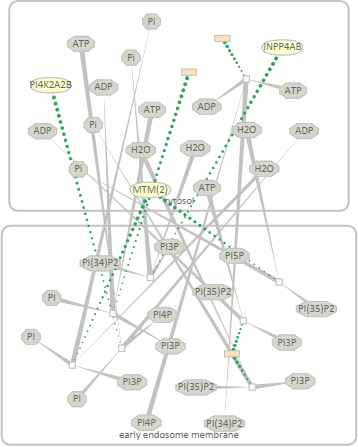 Pi
ATP
INPP4AB
Pi
PI4K2A2B
ADP
ATP
ADP
ATP
Pi
ADP
H2O
ADP
H2O
H2O
Pi
H2O
MTM(2)
ATP
cytosol
PI3P
PI(34)P2
PI5P
PI(35)P2
Pi
PI4P
PI(35)P2
Pi
PI3P
PI3P
PI3P
PI(35)P2
PI3P
Pi
PI4P
PI(34)P2
early endosome membrane